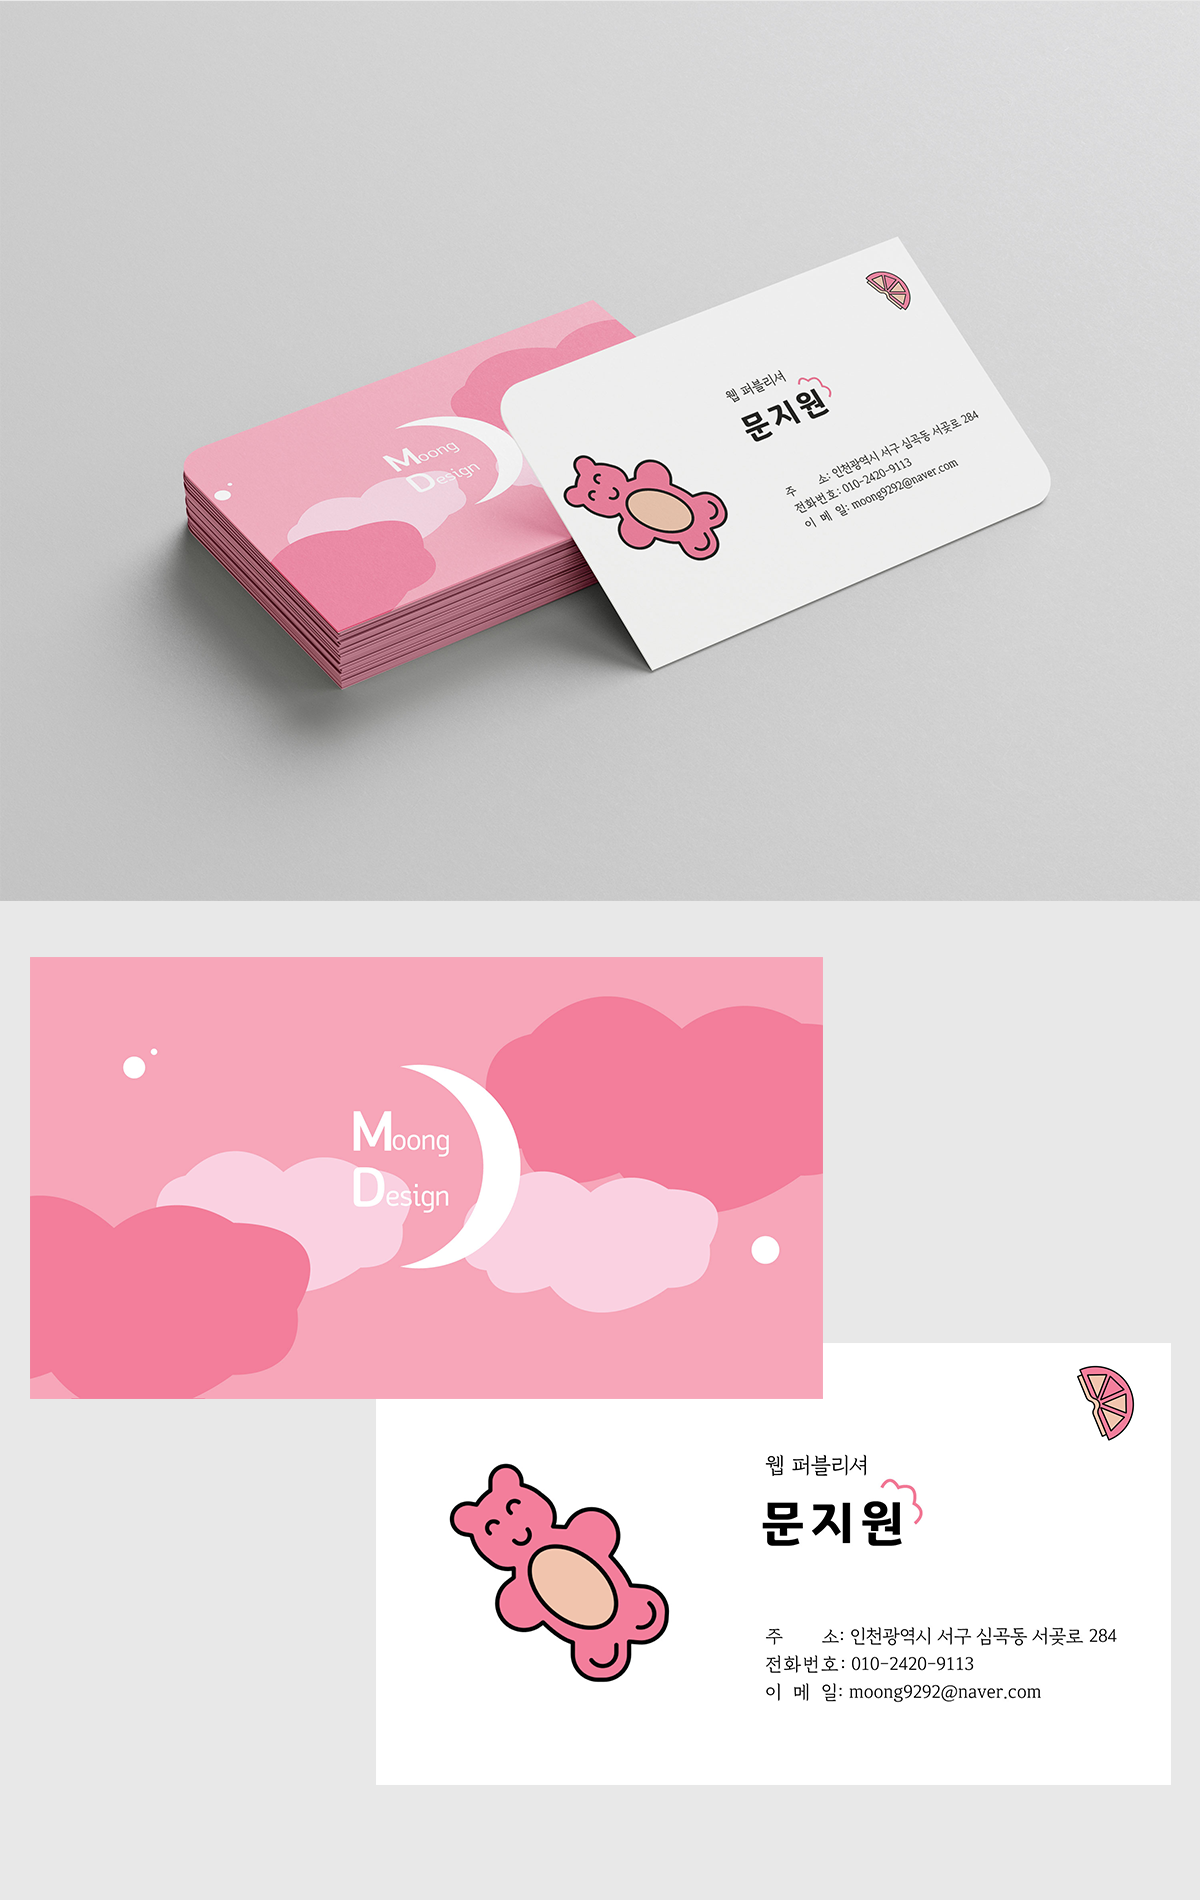 Moong
Design
웹 퍼블리셔
문지원
주 소: 인천광역시 서구 심곡동 서곶로 284
전화번호: 010-2420-9113
이 메 일: moong9292@naver.com
Moong
Design
웹 퍼블리셔
문지원
주 소: 인천광역시 서구 심곡동 서곶로 284
전화번호: 010-2420-9113
이 메 일: moong9292@naver.com